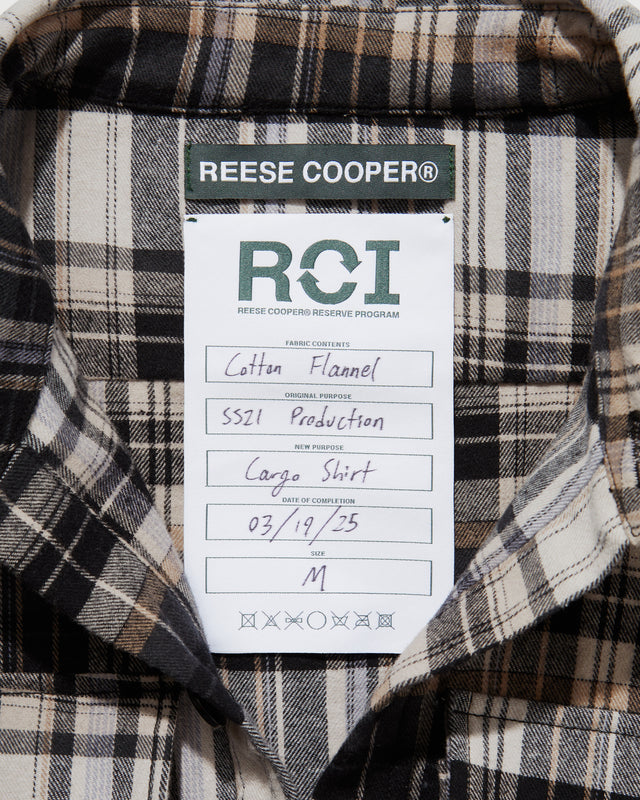 REESE COOPER®
RCI
REESE COOPER® RESERVE PROGRAM
FABRIC CONTENTS
Cotton Flannel
ORIGINAL PURPOSE
SS21 Production
NEW PURPOSE
Cargo Shirt
DATE OF COMPLETION
03/19/25
SIZE
M